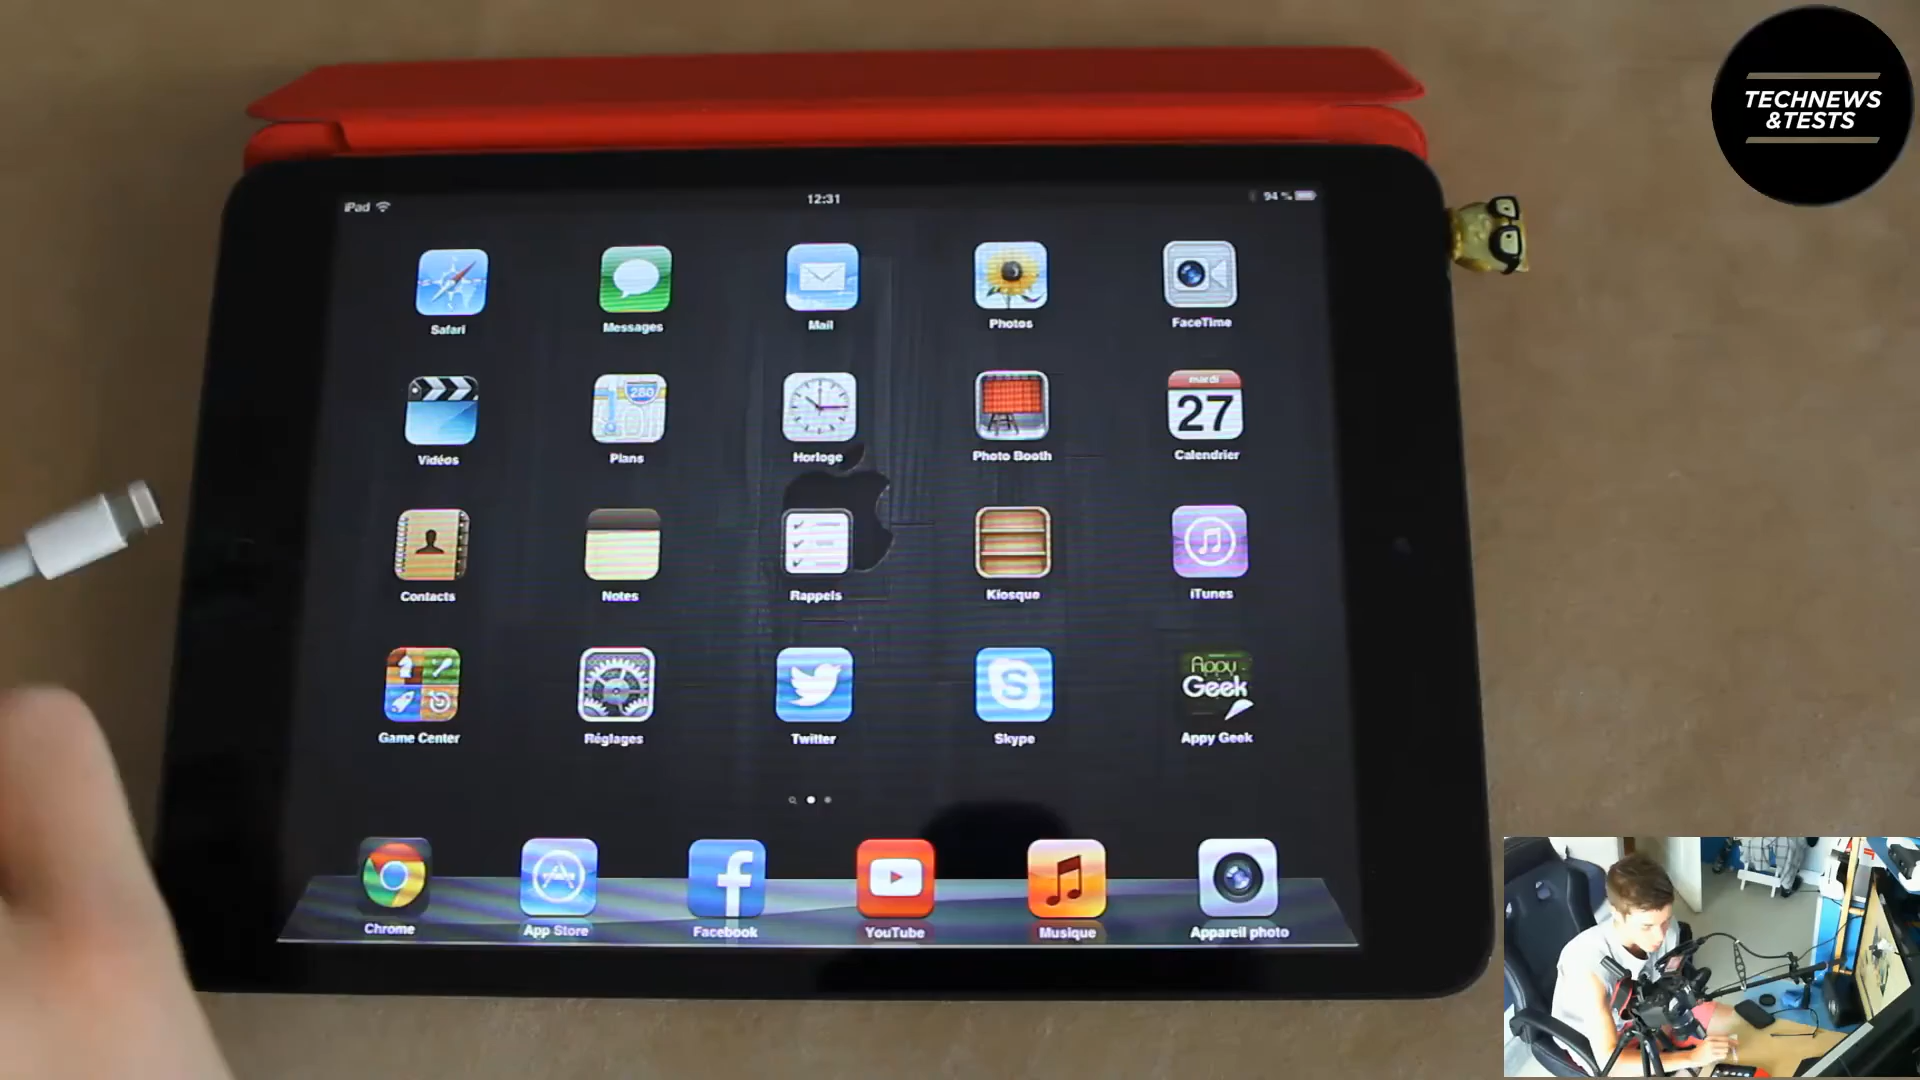 TECHNEWS
&TESTS
iPad
12:31
94 %
Safari
Messages
Mail
Photos
FaceTime
280
mardi
27
Vidéos
Plans
Horloge
Photo Booth
Calendrier
Contacts
Notes
Rappels
Kiosque
iTunes
Appy
Geek
Game Center
Réglages
Twitter
Skype
Appy Geek
Chrome
App Store
Facebook
YouTube
Musique
Appareil photo